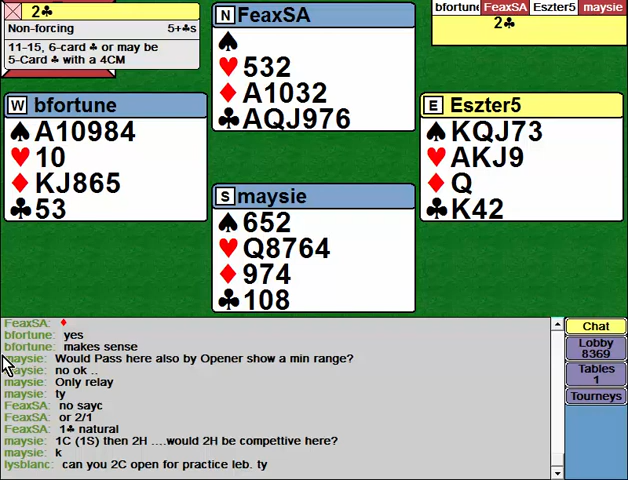 2♣
Non-forcing 5+♣s
11-15, 6-card ♣ or may be
5-Card ♣ with a 4CM
N FeaxSA
♠
♥ 532
♦ A1032
♣ AQJ976
bfortune FeaxSA Eszter5 maysie
2♣
W bfortune
♠ A10984
♥ 10
♦ KJ865
♣ 53
E Eszter5
♠ KQJ73
♥ AKJ9
♦ Q
♣ K42
S maysie
♠ 652
♥ Q8764
♦ 974
♣ 108
FeaxSA: ♦
bfortune: yes
bfortune: makes sense
maysie: Would Pass here also by Opener show a min range?
maysie: no ok ..
maysie: Only relay
maysie: ty
FeaxSA: no sayc
FeaxSA: or 2/1
FeaxSA: 1♣ natural
maysie: 1C (1S) then 2H ....would 2H be compettive here?
maysie: k
lysblanc: can you 2C open for practice leb. ty
Chat
Lobby
8369
Tables
1
Tourneys